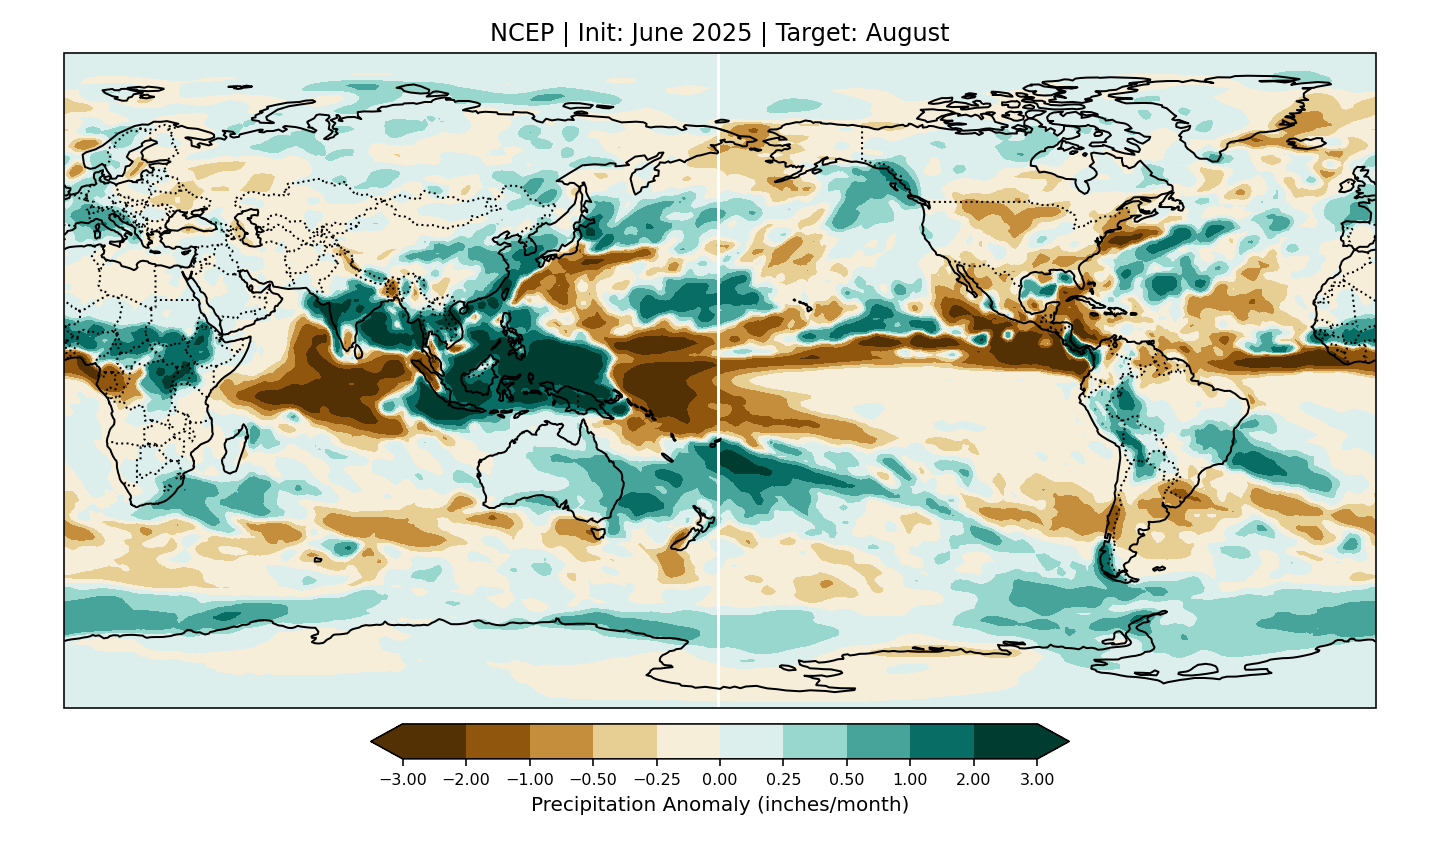 NCEP | Init: June 2025 | Target: August
−3.00 −2.00 −1.00 −0.50 −0.25 0.00 0.25 0.50 1.00 2.00 3.00
Precipitation Anomaly (inches/month)